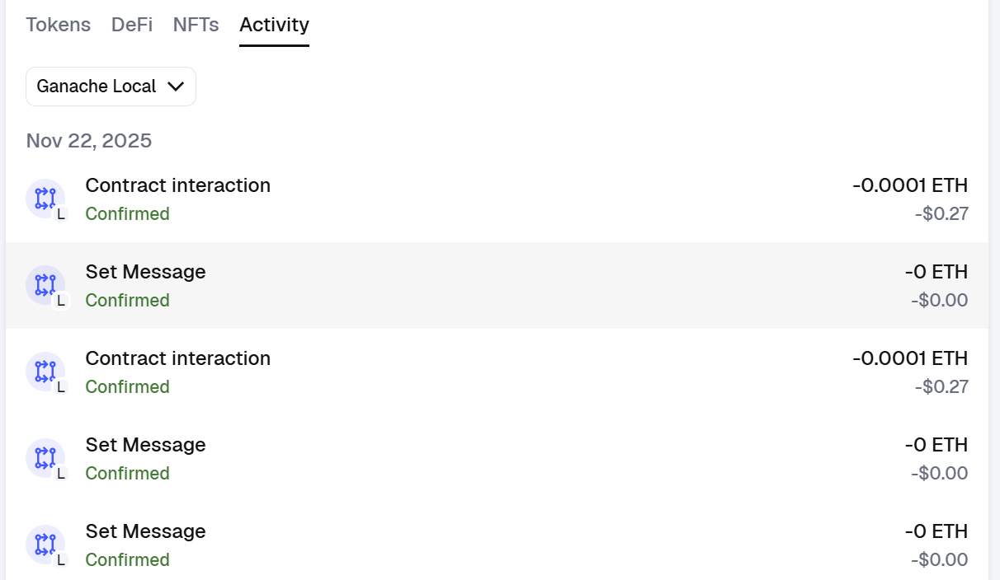 Tokens DeFi NFTs Activity
Ganache Local
Nov 22, 2025
Contract interaction -0.0001 ETH
L Confirmed -$0.27
Set Message -0 ETH
L Confirmed -$0.00
Contract interaction -0.0001 ETH
L Confirmed -$0.27
Set Message -0 ETH
L Confirmed -$0.00
Set Message -0 ETH
L Confirmed -$0.00